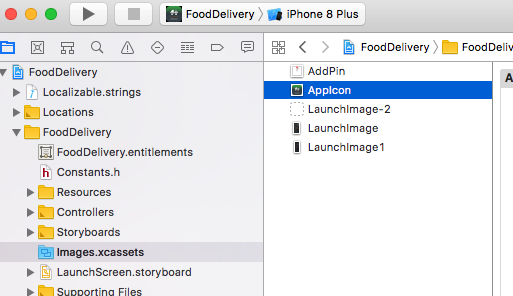 FoodDelivery
iPhone 8 Plus
FoodDelivery
FoodDeliv
FoodDelivery
Localizable.strings
Locations
FoodDelivery
FoodDelivery.entitlements
Constants.h
Resources
Controllers
Storyboards
Images.xcassets
LaunchScreen.storyboard
Supporting Files
AddPin
AppIcon
LaunchImage-2
LaunchImage
LaunchImage1
A